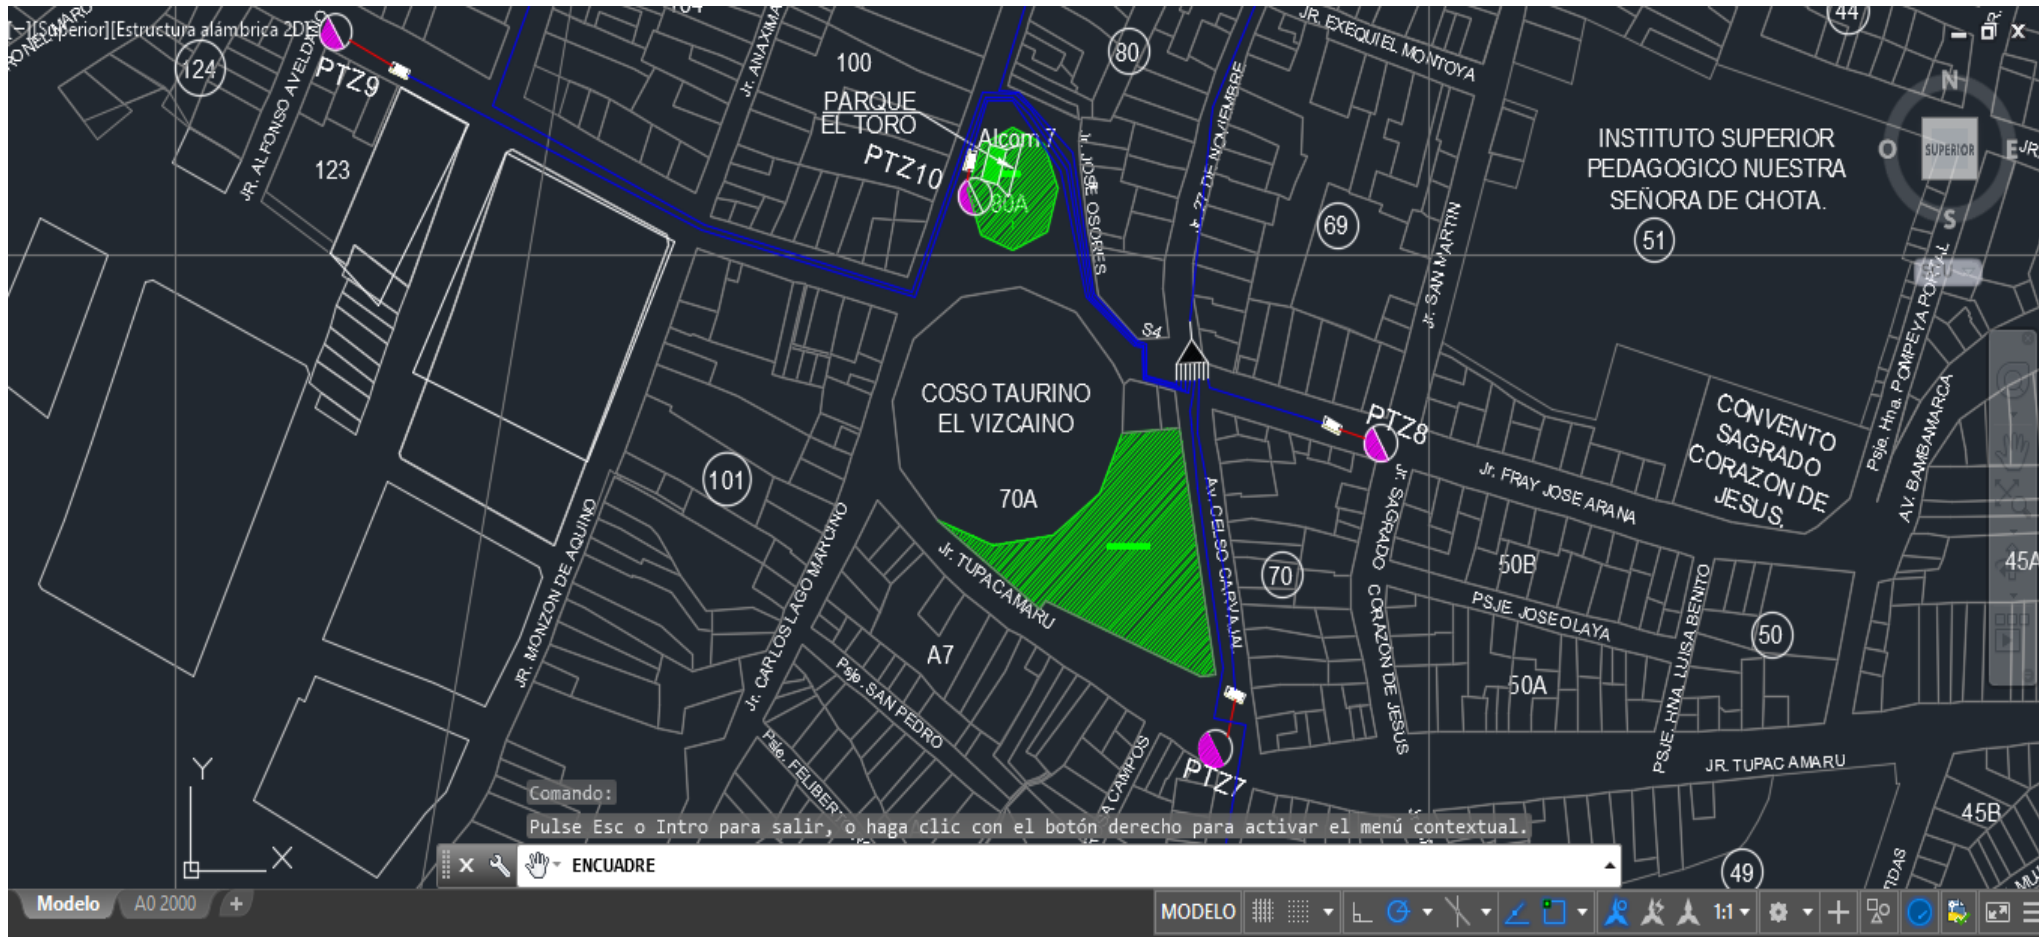 [−][Superior][Estructura alámbrica 2D]
124
PTZ9
JR. ALFONSO AVELDAÑO
123
100
PARQUE
EL TORO
PTZ10
80A
80
Jr. JOSE OSORES
Jr. 27 DE NOVIEMBRE
JR. EXEQUIEL MONTOYA
44
69
Jr. SAN MARTIN
INSTITUTO SUPERIOR
PEDAGOGICO NUESTRA
SEÑORA DE CHOTA.
51
N
O
SUPERIOR
E
S
S4
COSO TAURINO
EL VIZCAINO
70A
101
PTZ8
Jr. FRAY JOSE ARANA
CONVENTO
SAGRADO
CORAZON DE
JESUS,
Psje. Hna. POMPEYA PORTAL
AV. BAMBAMARCA
45A
Jr. SAGRADO CORAZÓN DE JESUS
Av. CELSO CARVAJAL
70
50B
PSJE. JOSE OLAYA
50
50A
PSJE. HNA. LUISA BENITO
JR. MONZON DE AQUINO
Jr. CARLOS LAGO MARCINO
Jr. TUPAC AMARU
A7
Psje. SAN PEDRO
CAMPOS
PTZ7
JR. TUPAC AMARU
45B
49
Y
X
Comando:
Pulse Esc o Intro para salir, o haga clic con el botón derecho para activar el menú contextual.
ENCUADRE
Modelo
A0 2000
+
MODELO
1:1